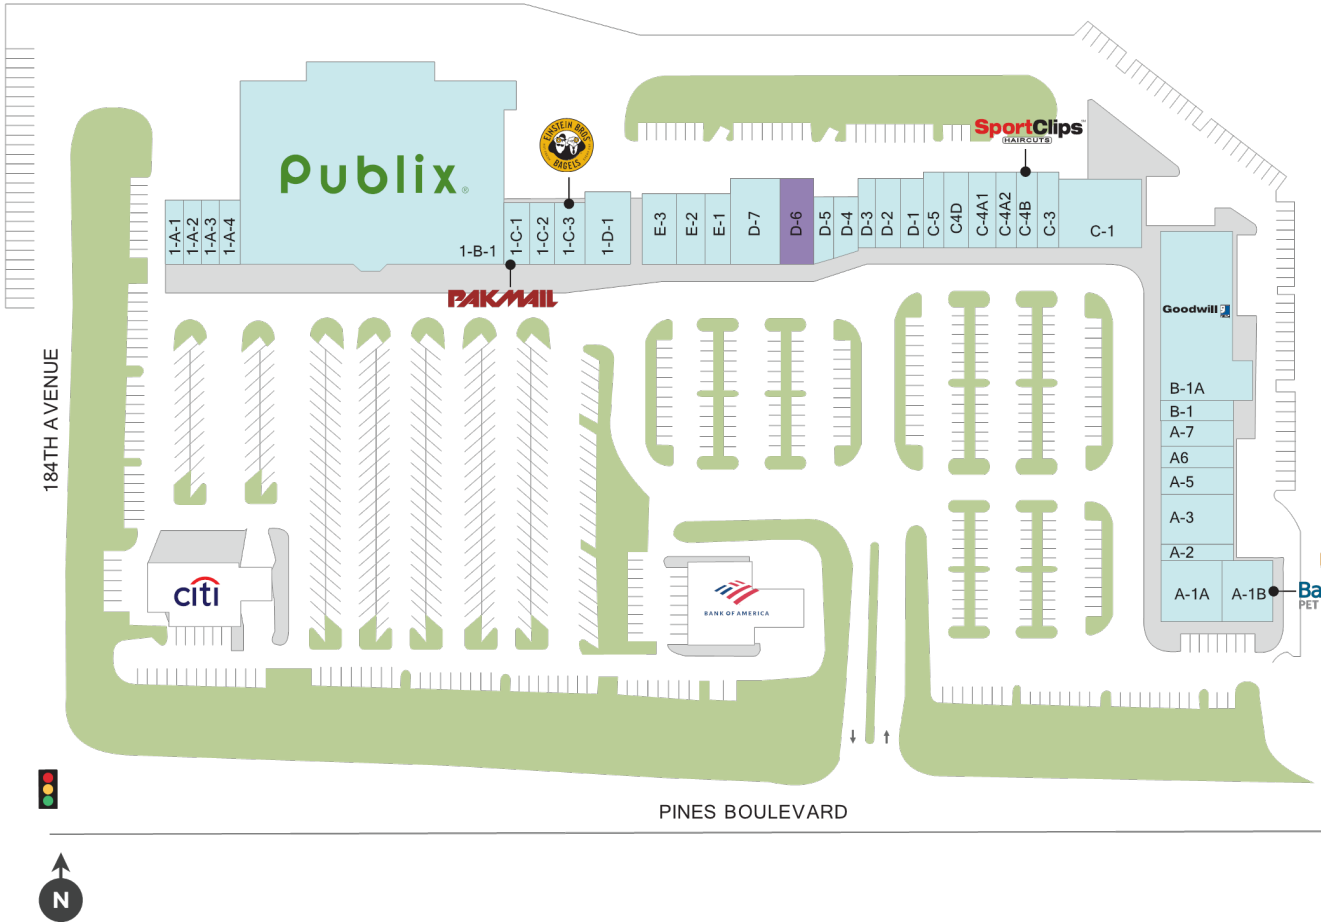 EINSTEIN BROS
BAGELS
SportClips
HAIRCUTS
Publix
1-A-1
1-A-2
1-A-3
1-A-4
1-B-1
1-C-1
1-C-2
1-C-3
1-D-1
E-3
E-2
E-1
D-7
D-6
D-5
D-4
D-3
D-2
D-1
C-5
C4D
C-4A1
C-4A2
C-4B
C-3
C-1
PAKMAIL
Goodwill
B-1A
B-1
A-7
A6
A-5
A-3
A-2
A-1A
A-1B
Ba
PET
184TH AVENUE
citi
BANK OF AMERICA
PINES BOULEVARD
N